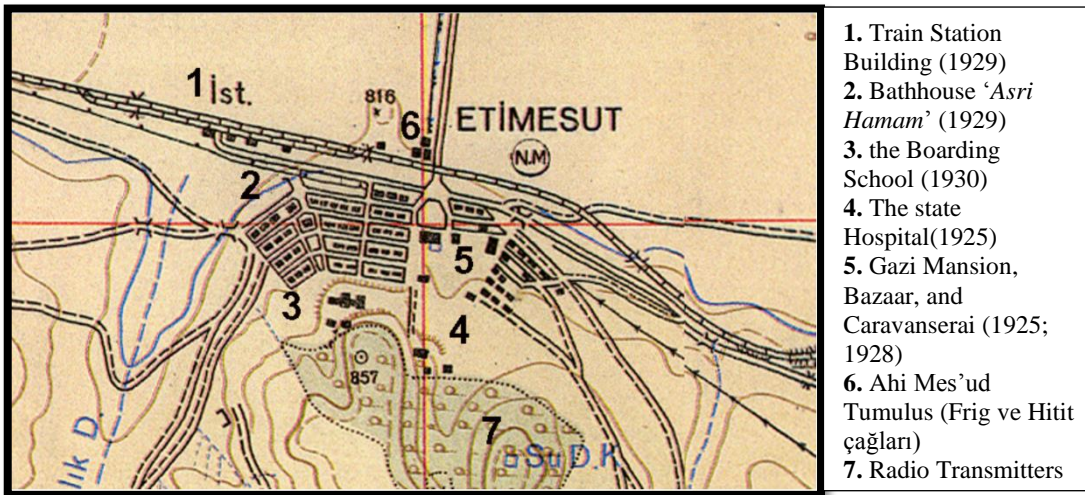 1 İst.
816
6
ETİMESUT
N.M
2
5
3
4
857
7
Su D.
lık D
1. Train Station
Building (1929)
2. Bathhouse ‘Asri
Hamam’ (1929)
3. the Boarding
School (1930)
4. The state
Hospital(1925)
5. Gazi Mansion,
Bazaar, and
Caravanserai (1925;
1928)
6. Ahi Mes'ud
Tumulus (Frig ve Hitit
çağları)
7. Radio Transmitters